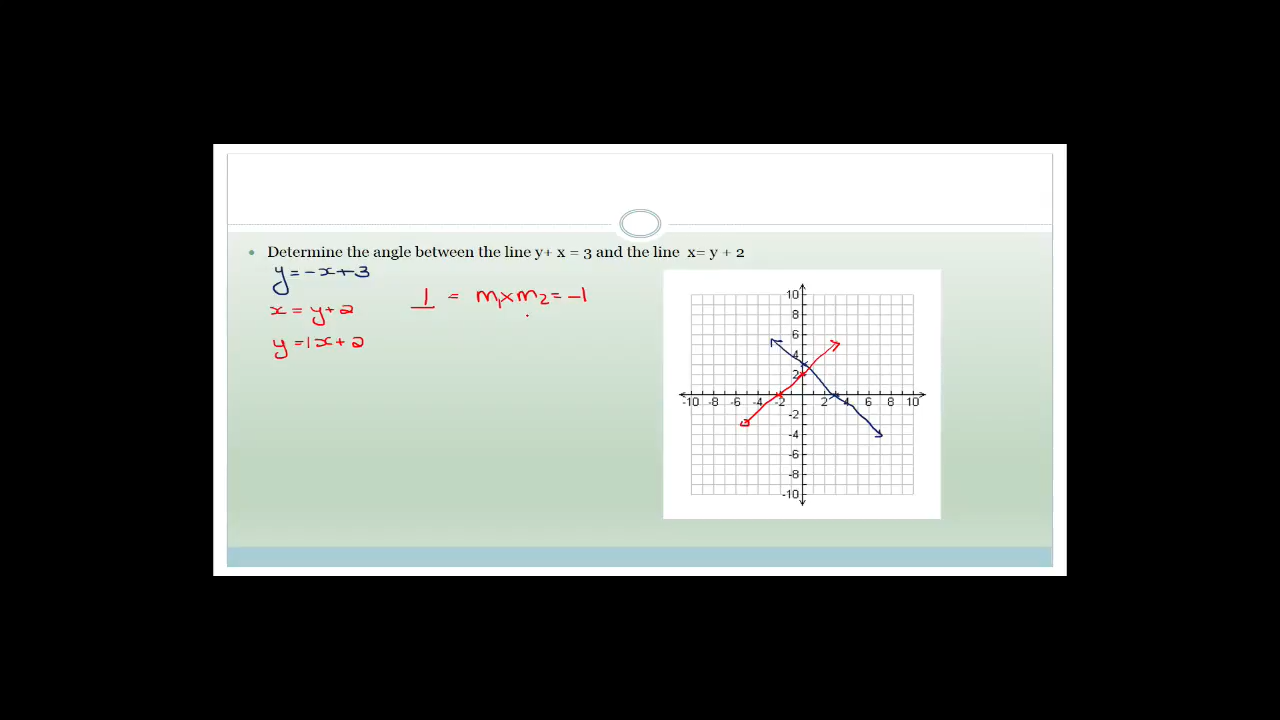 Determine the angle between the line y+ x = 3 and the line x= y + 2
y = -x+3
x = y+2
y = 1x+2
⊥ = m₁×m₂ = -1
10
8
6
4
2
-10 -8 -6 -4 -2 2 4 6 8 10
-2
-4
-6
-8
-10